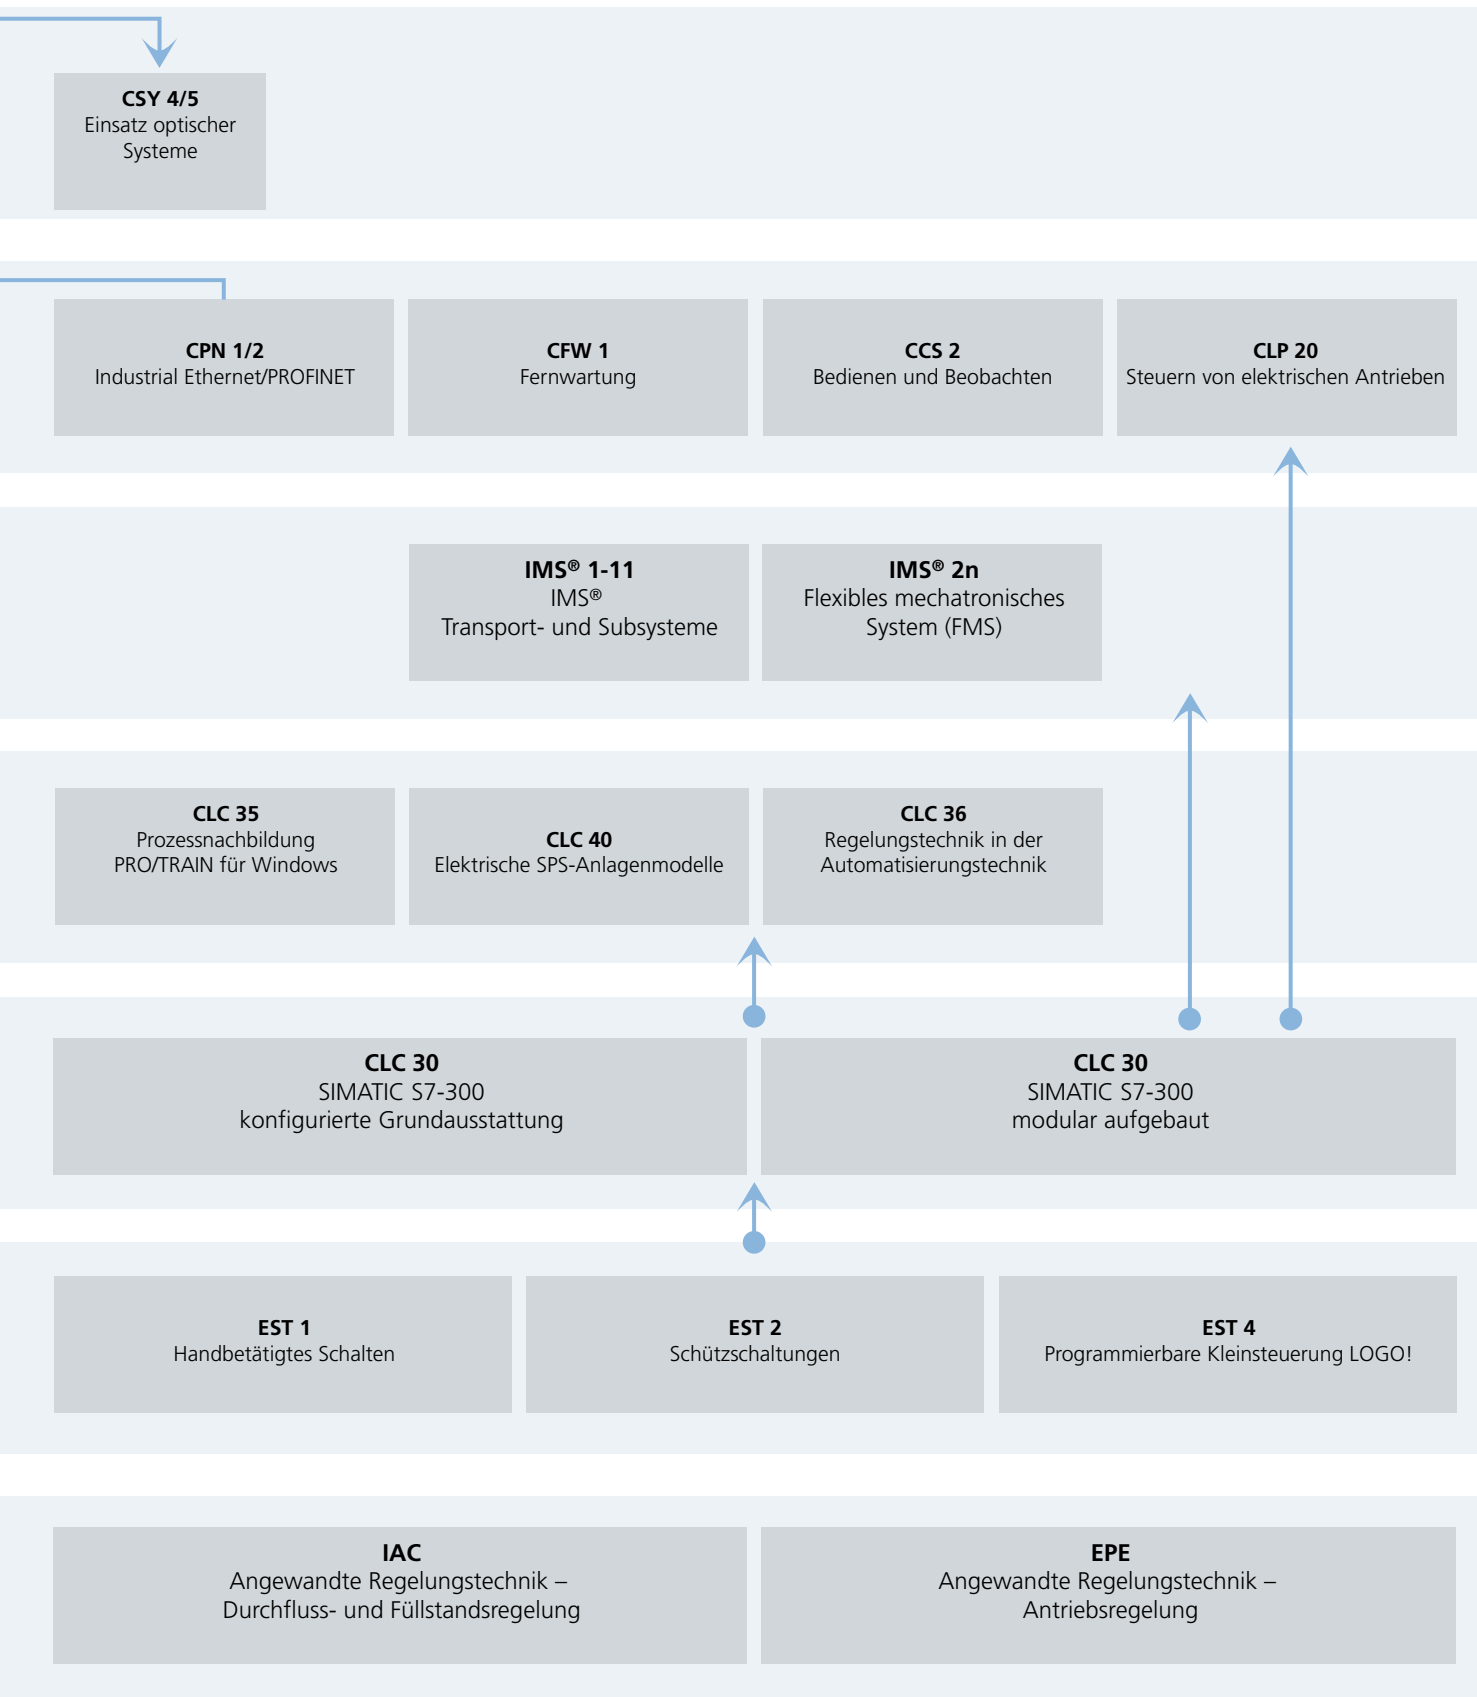 CSY 4/5
Einsatz optischer
Systeme
CPN 1/2
Industrial Ethernet/PROFINET
CFW 1
Fernwartung
CCS 2
Bedienen und Beobachten
CLP 20
Steuern von elektrischen Antrieben
IMS® 1-11
IMS®
Transport- und Subsysteme
IMS® 2n
Flexibles mechatronisches
System (FMS)
CLC 35
Prozessnachbildung
PRO/TRAIN für Windows
CLC 40
Elektrische SPS-Anlagenmodelle
CLC 36
Regelungstechnik in der
Automatisierungstechnik
CLC 30
SIMATIC S7-300
konfigurierte Grundausstattung
CLC 30
SIMATIC S7-300
modular aufgebaut
EST 1
Handbetätigtes Schalten
EST 2
Schützschaltungen
EST 4
Programmierbare Kleinsteuerung LOGO!
IAC
Angewandte Regelungstechnik –
Durchfluss- und Füllstandsregelung
EPE
Angewandte Regelungstechnik –
Antriebsregelung